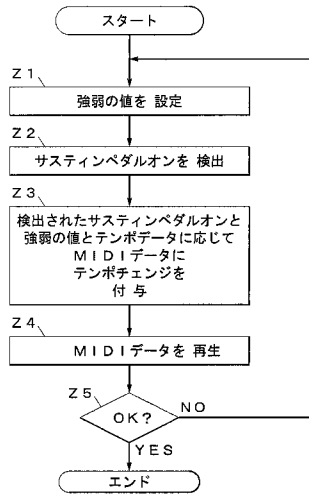 スタート
Z1
強弱の値を 設定
Z2
サスティンペダルオンを 検出
Z3
検出されたサスティンペダルオンと
強弱の値とテンポデータに応じて
MIDIデータに
テンポチェンジを
付 与
Z4
MIDIデータを 再生
Z5
OK?
NO
YES
エンド